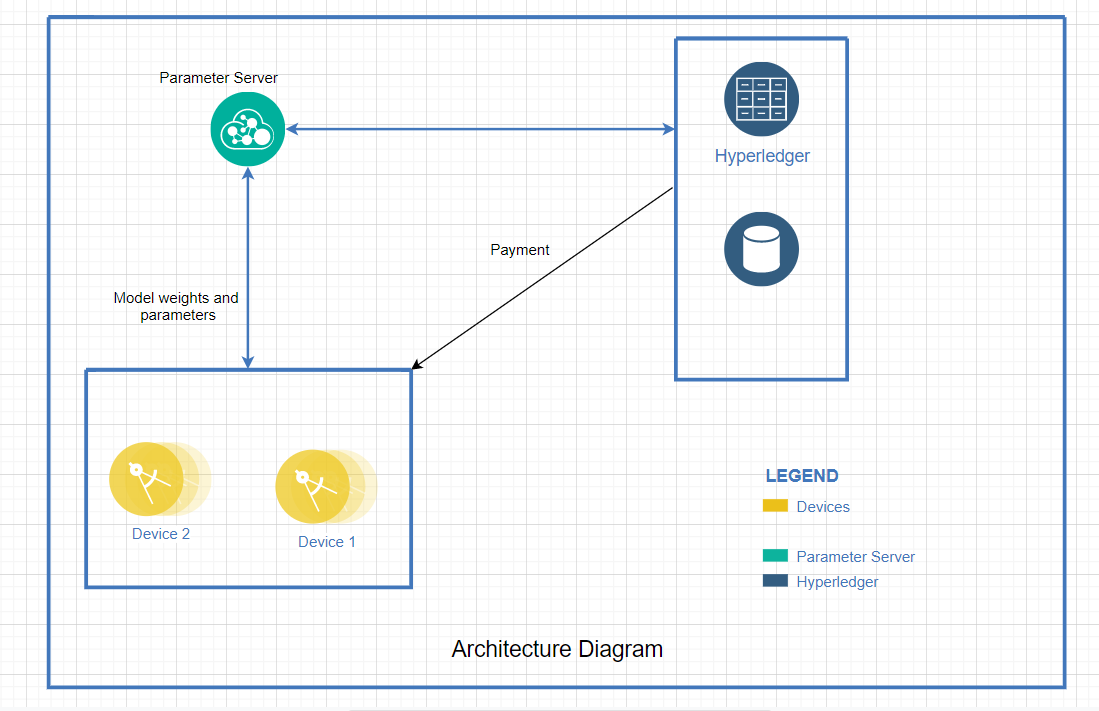 Parameter Server
Hyperledger
Payment
Model weights and
parameters
Device 2
Device 1
LEGEND
Devices
Parameter Server
Hyperledger
Architecture Diagram